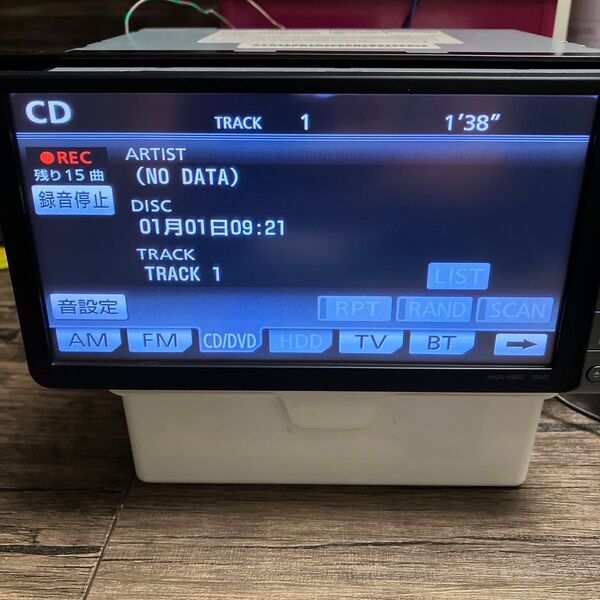 CD
TRACK 1 1'38"
●REC
残り15曲
録音停止
ARTIST
(NO DATA)
DISC
01月01日09:21
TRACK
TRACK 1
LIST
音設定
RPT RAND SCAN
AM FM CD/DVD HDD TV BT